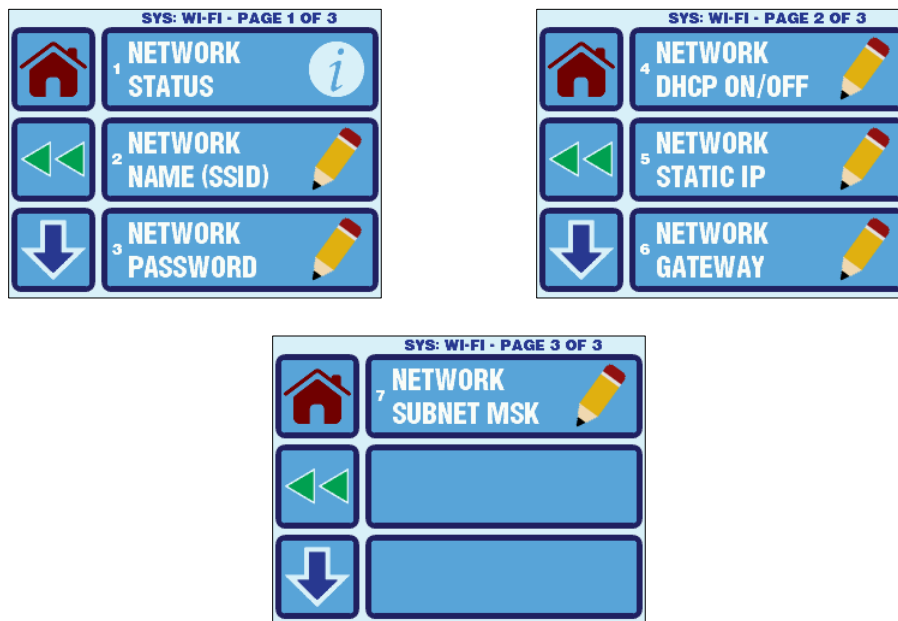 SYS: WI-FI - PAGE 1 OF 3
1 NETWORK
STATUS
i
2 NETWORK
NAME (SSID)
3 NETWORK
PASSWORD
SYS: WI-FI - PAGE 2 OF 3
4 NETWORK
DHCP ON/OFF
5 NETWORK
STATIC IP
6 NETWORK
GATEWAY
SYS: WI-FI - PAGE 3 OF 3
7 NETWORK
SUBNET MSK